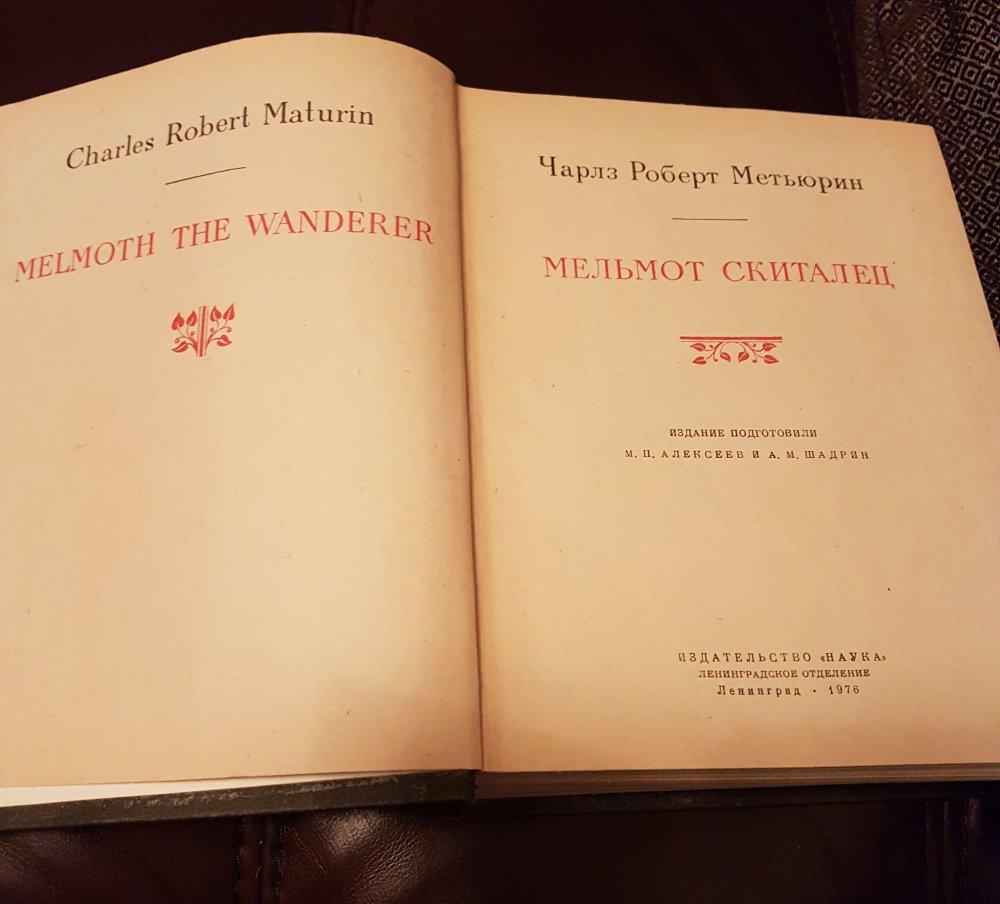 Charles Robert Maturin
MELMOTH THE WANDERER
Чарлз Роберт Метьюрин
МЕЛЬМОТ СКИТАЛЕЦ
ИЗДАНИЕ ПОДГОТОВИЛИ
М. П. АЛЕКСЕЕВ И А. М. ШАДРИН
ИЗДАТЕЛЬСТВО «НАУКА»
ЛЕНИНГРАДСКОЕ ОТДЕЛЕНИЕ
Ленинград · 1976